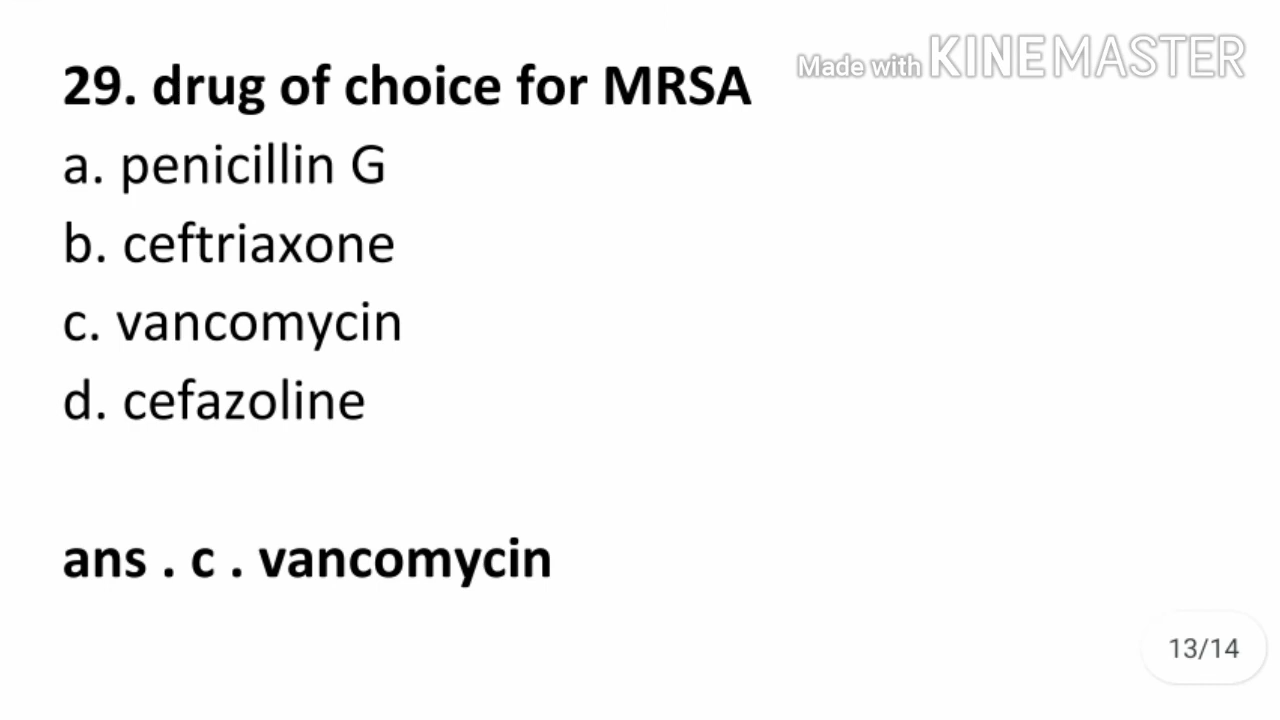 Made with KINEMASTER
29. drug of choice for MRSA
a. penicillin G
b. ceftriaxone
c. vancomycin
d. cefazoline
ans . c . vancomycin
13/14